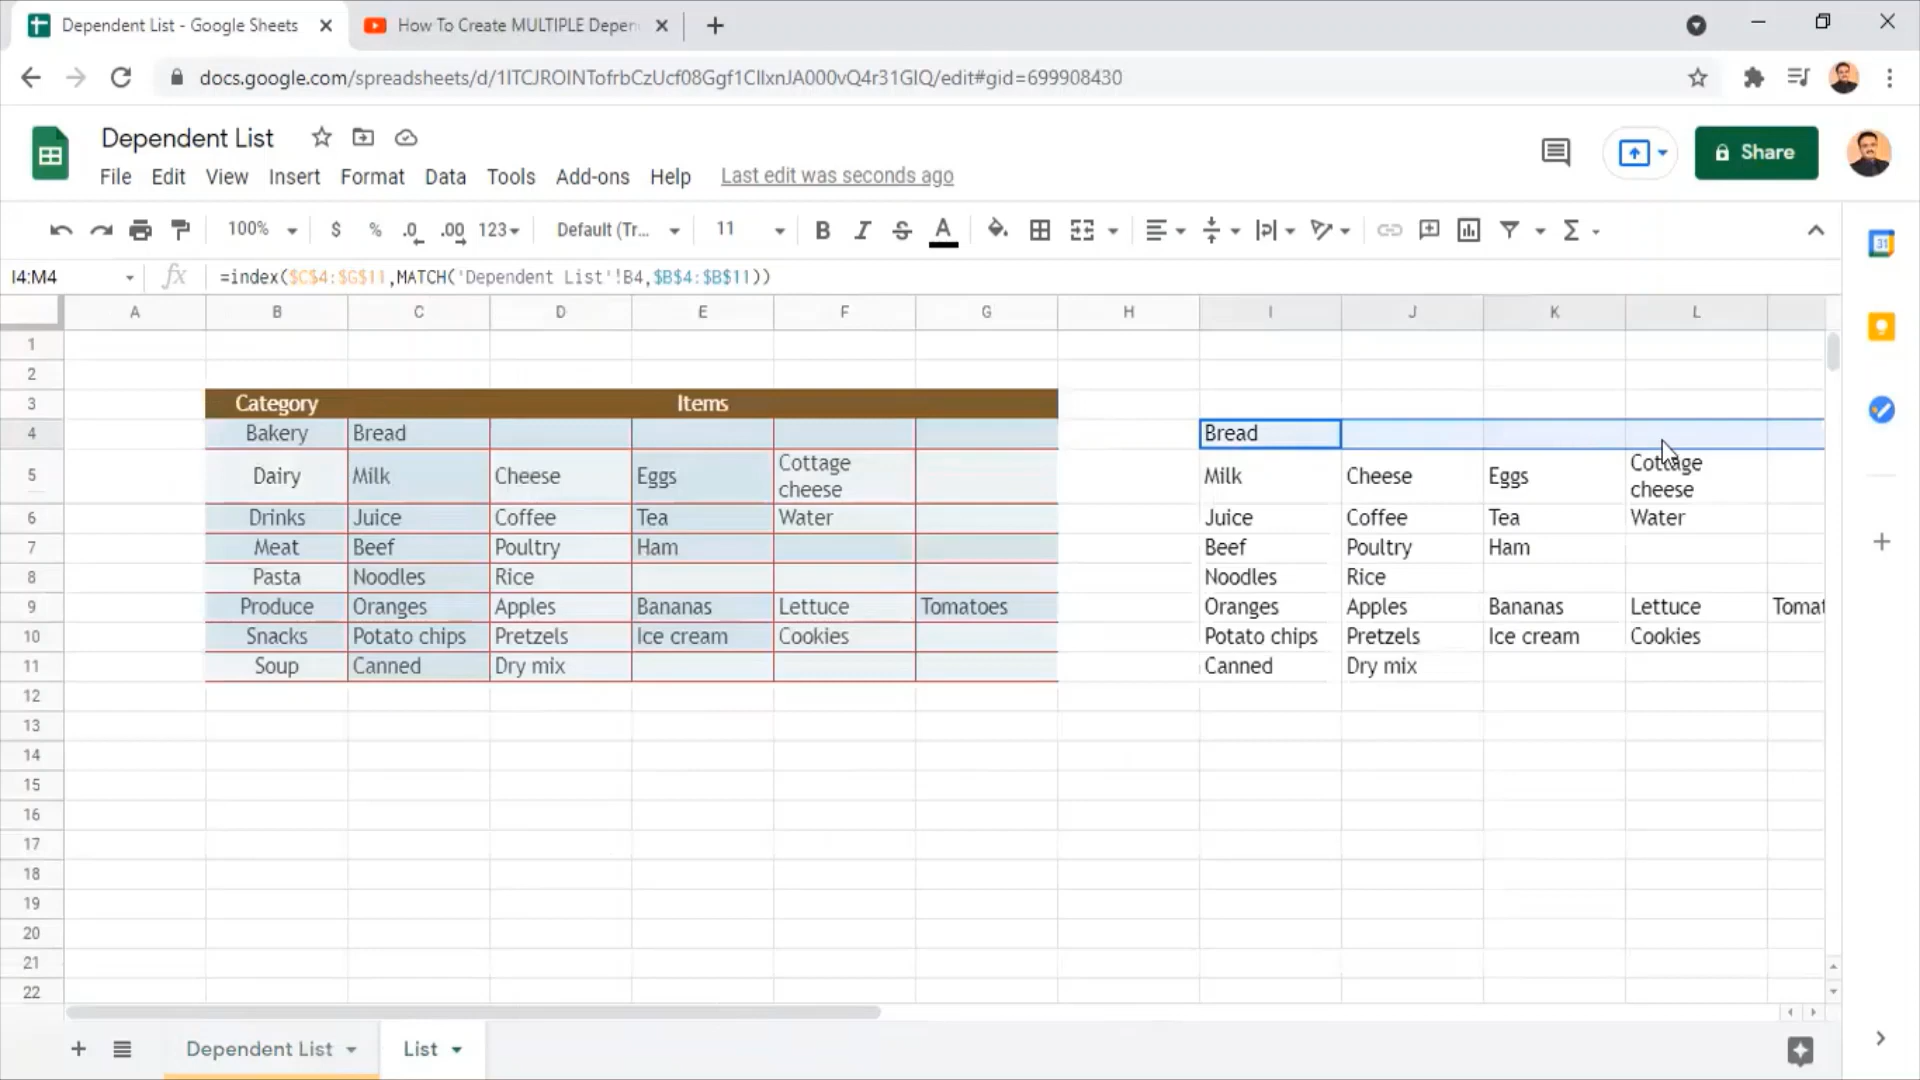 Dependent List - Google Sheets
How To Create MULTIPLE Depen
docs.google.com/spreadsheets/d/1ITCJROINTofrbCzUcf08Ggf1CIlxnJA000vQ4r31GlQ/edit#gid=699908430
Dependent List
Share
File Edit View Insert Format Data Tools Add-ons Help Last edit was seconds ago
100% $ % .0 .00 123 Default (Tr... 11 B I S A Σ
31
I4:M4 fx =index($C$4:$G$11,MATCH('Dependent List'!B4,$B$4:$B$11))
A B C D E F G H I J K L
1
2
3 Category Items
4 Bakery Bread Bread
5 Dairy Milk Cheese Eggs Cottage cheese Milk Cheese Eggs Cottage cheese
6 Drinks Juice Coffee Tea Water Juice Coffee Tea Water
7 Meat Beef Poultry Ham Beef Poultry Ham
8 Pasta Noodles Rice Noodles Rice
9 Produce Oranges Apples Bananas Lettuce Tomatoes Oranges Apples Bananas Lettuce Tomat
10 Snacks Potato chips Pretzels Ice cream Cookies Potato chips Pretzels Ice cream Cookies
11 Soup Canned Dry mix Canned Dry mix
12
13
14
15
16
17
18
19
20
21
22
Dependent List List